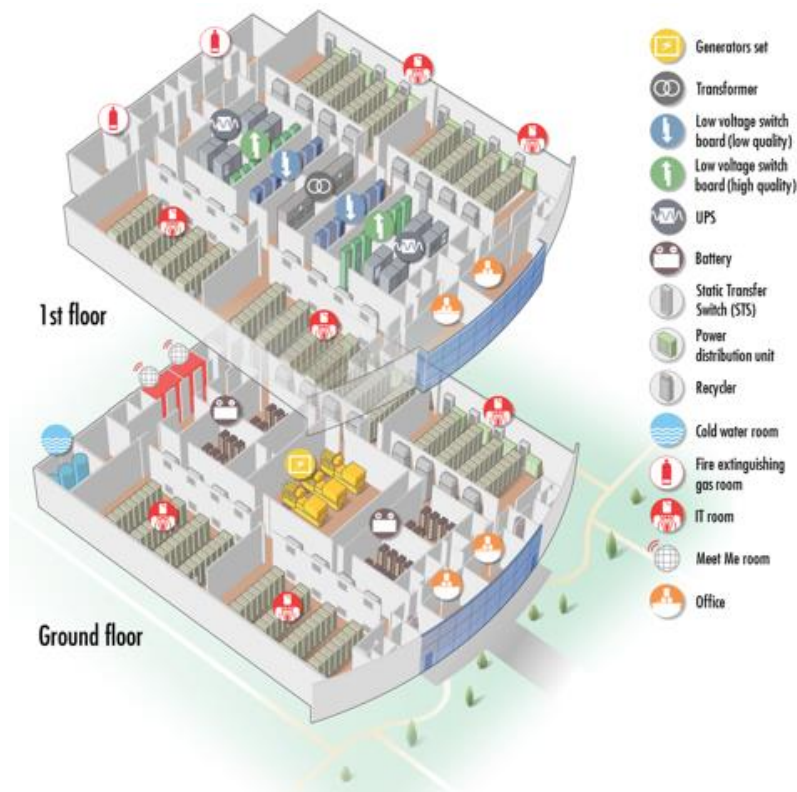 Generators set
Transformer
Low voltage switch
board (low quality)
Low voltage switch
board (high quality)
UPS
Battery
Static Transfer
Switch (STS)
Power
distribution unit
Recycler
Cold water room
Fire extinguishing
gas room
IT room
Meet Me room
Office
1st floor
Ground floor